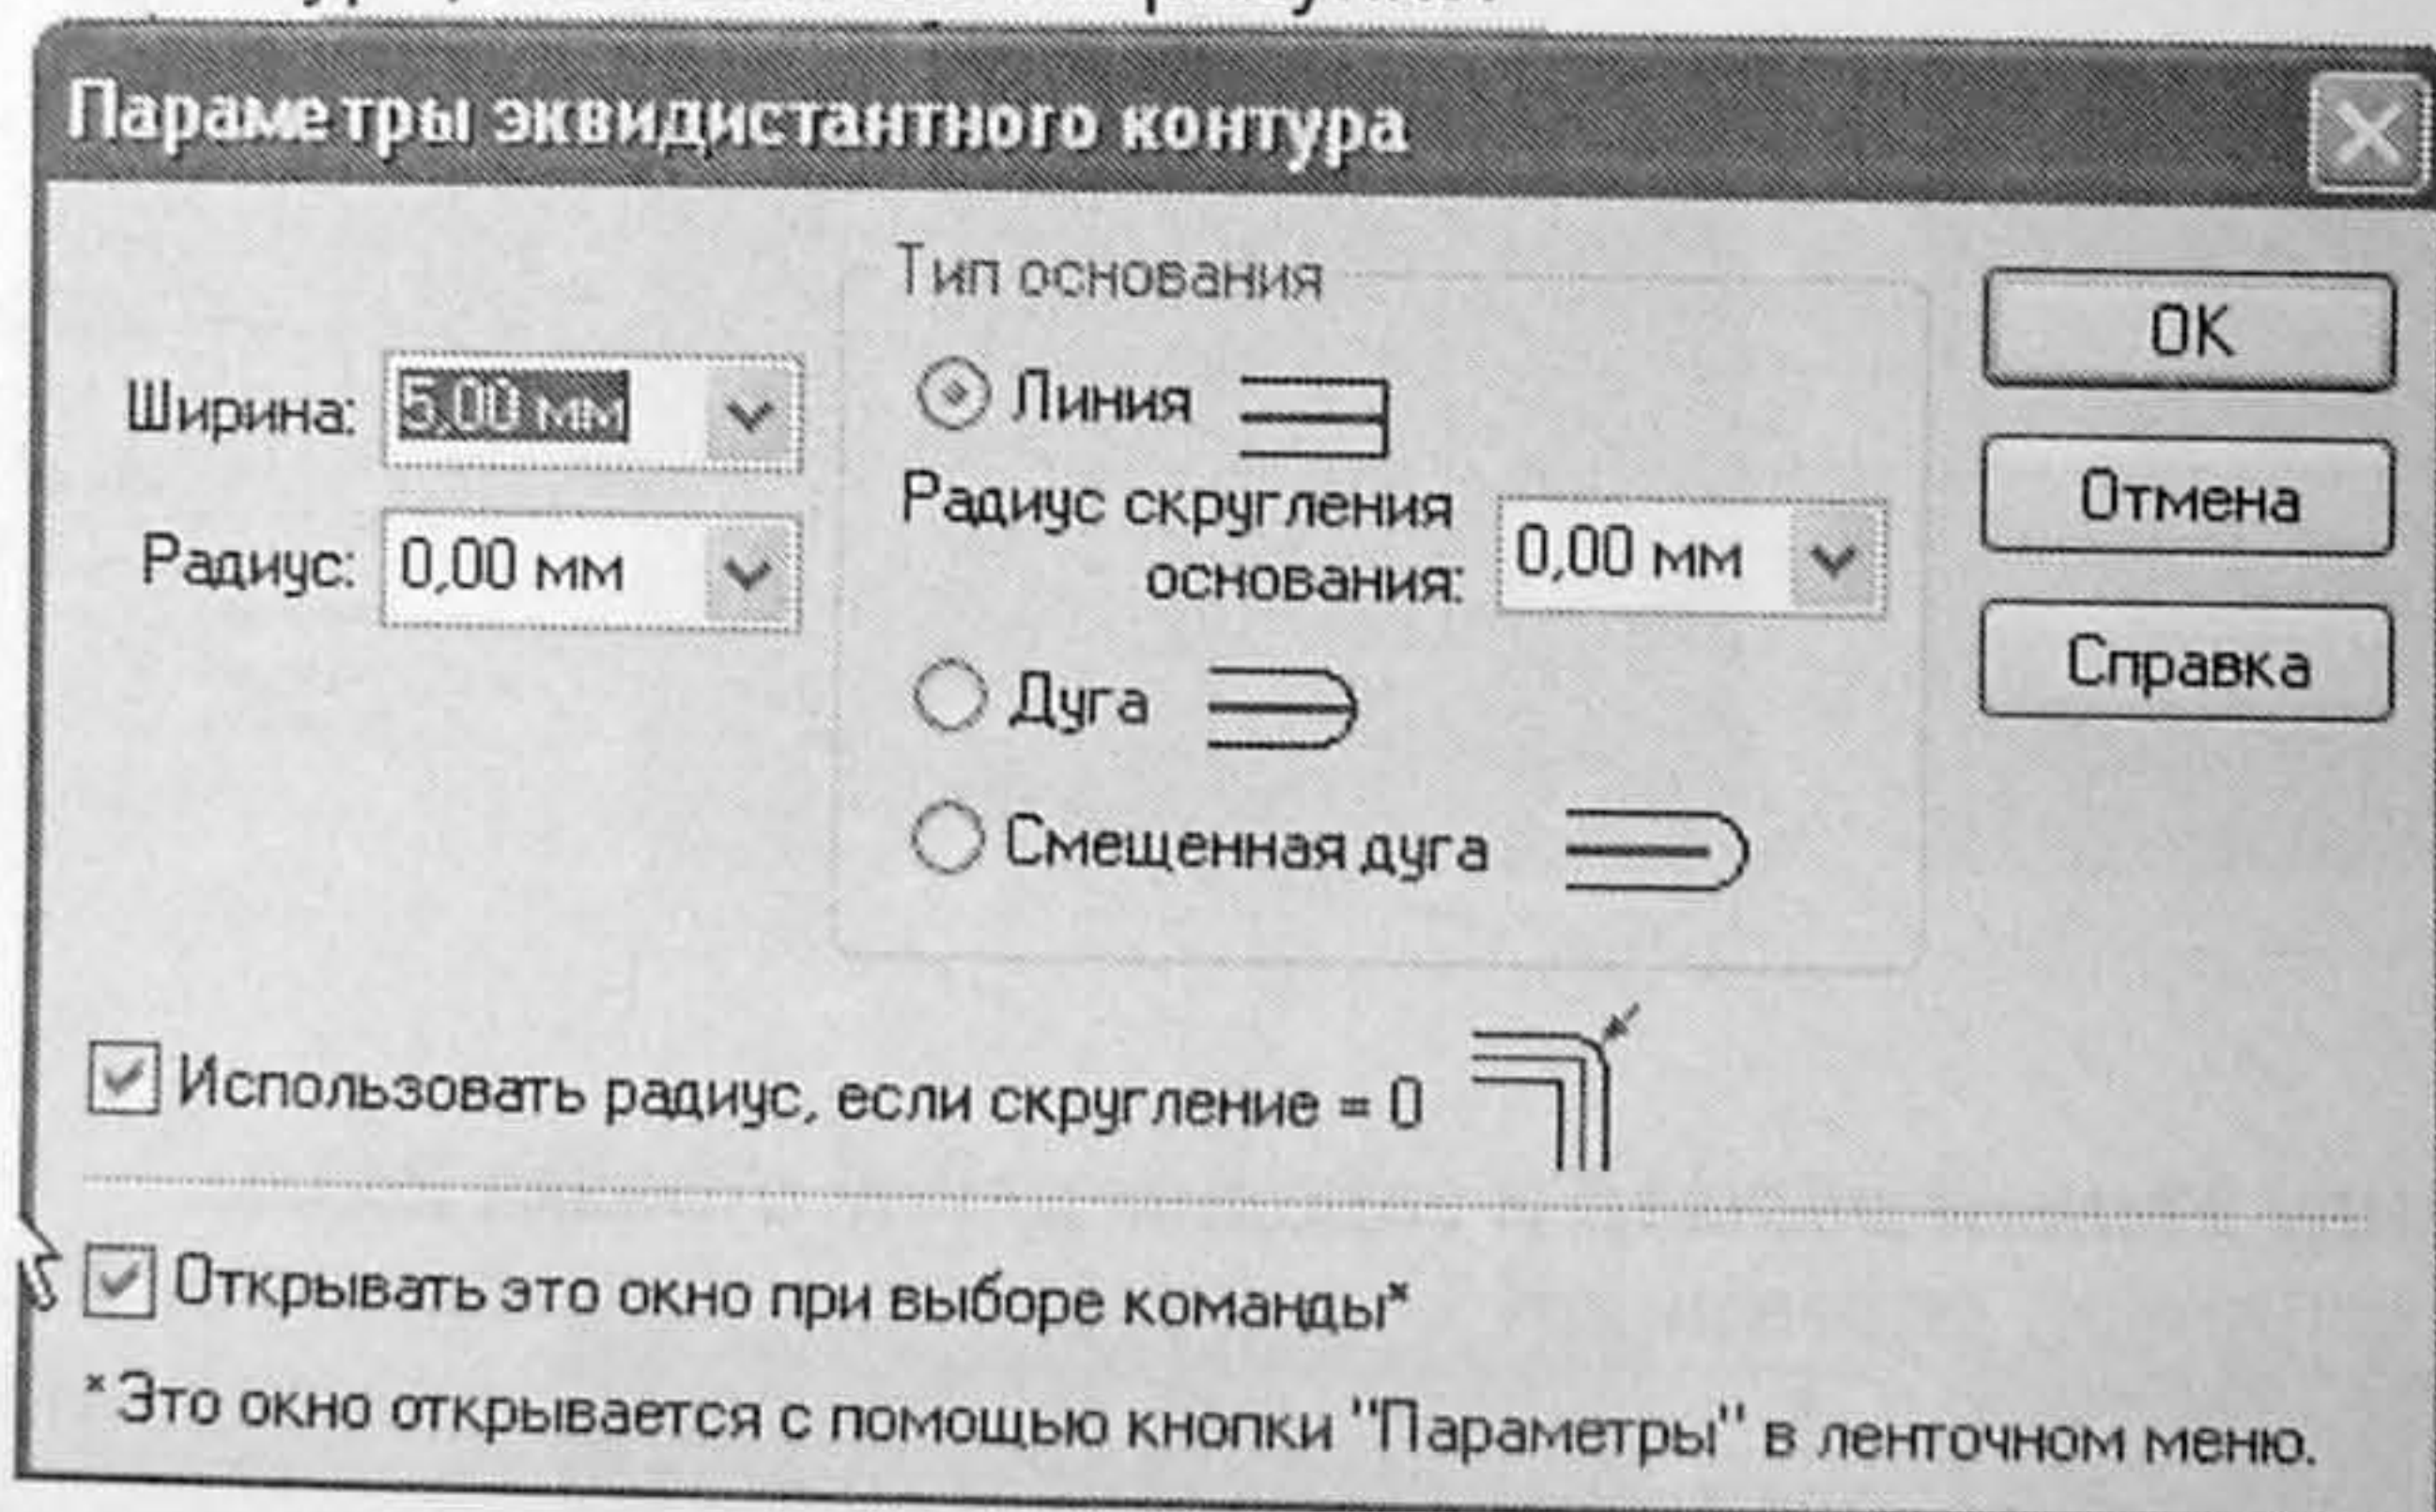 Параметры эквидистантного контура
Тип основания
Ширина: 5,00 мм
Линия
Радиус: 0,00 мм
Радиус скругления
основания: 0,00 мм
Дуга
Смещенная дуга
OK
Отмена
Справка
Использовать радиус, если скругление = 0
Открывать это окно при выборе команды*
*Это окно открывается с помощью кнопки "Параметры" в ленточном меню.